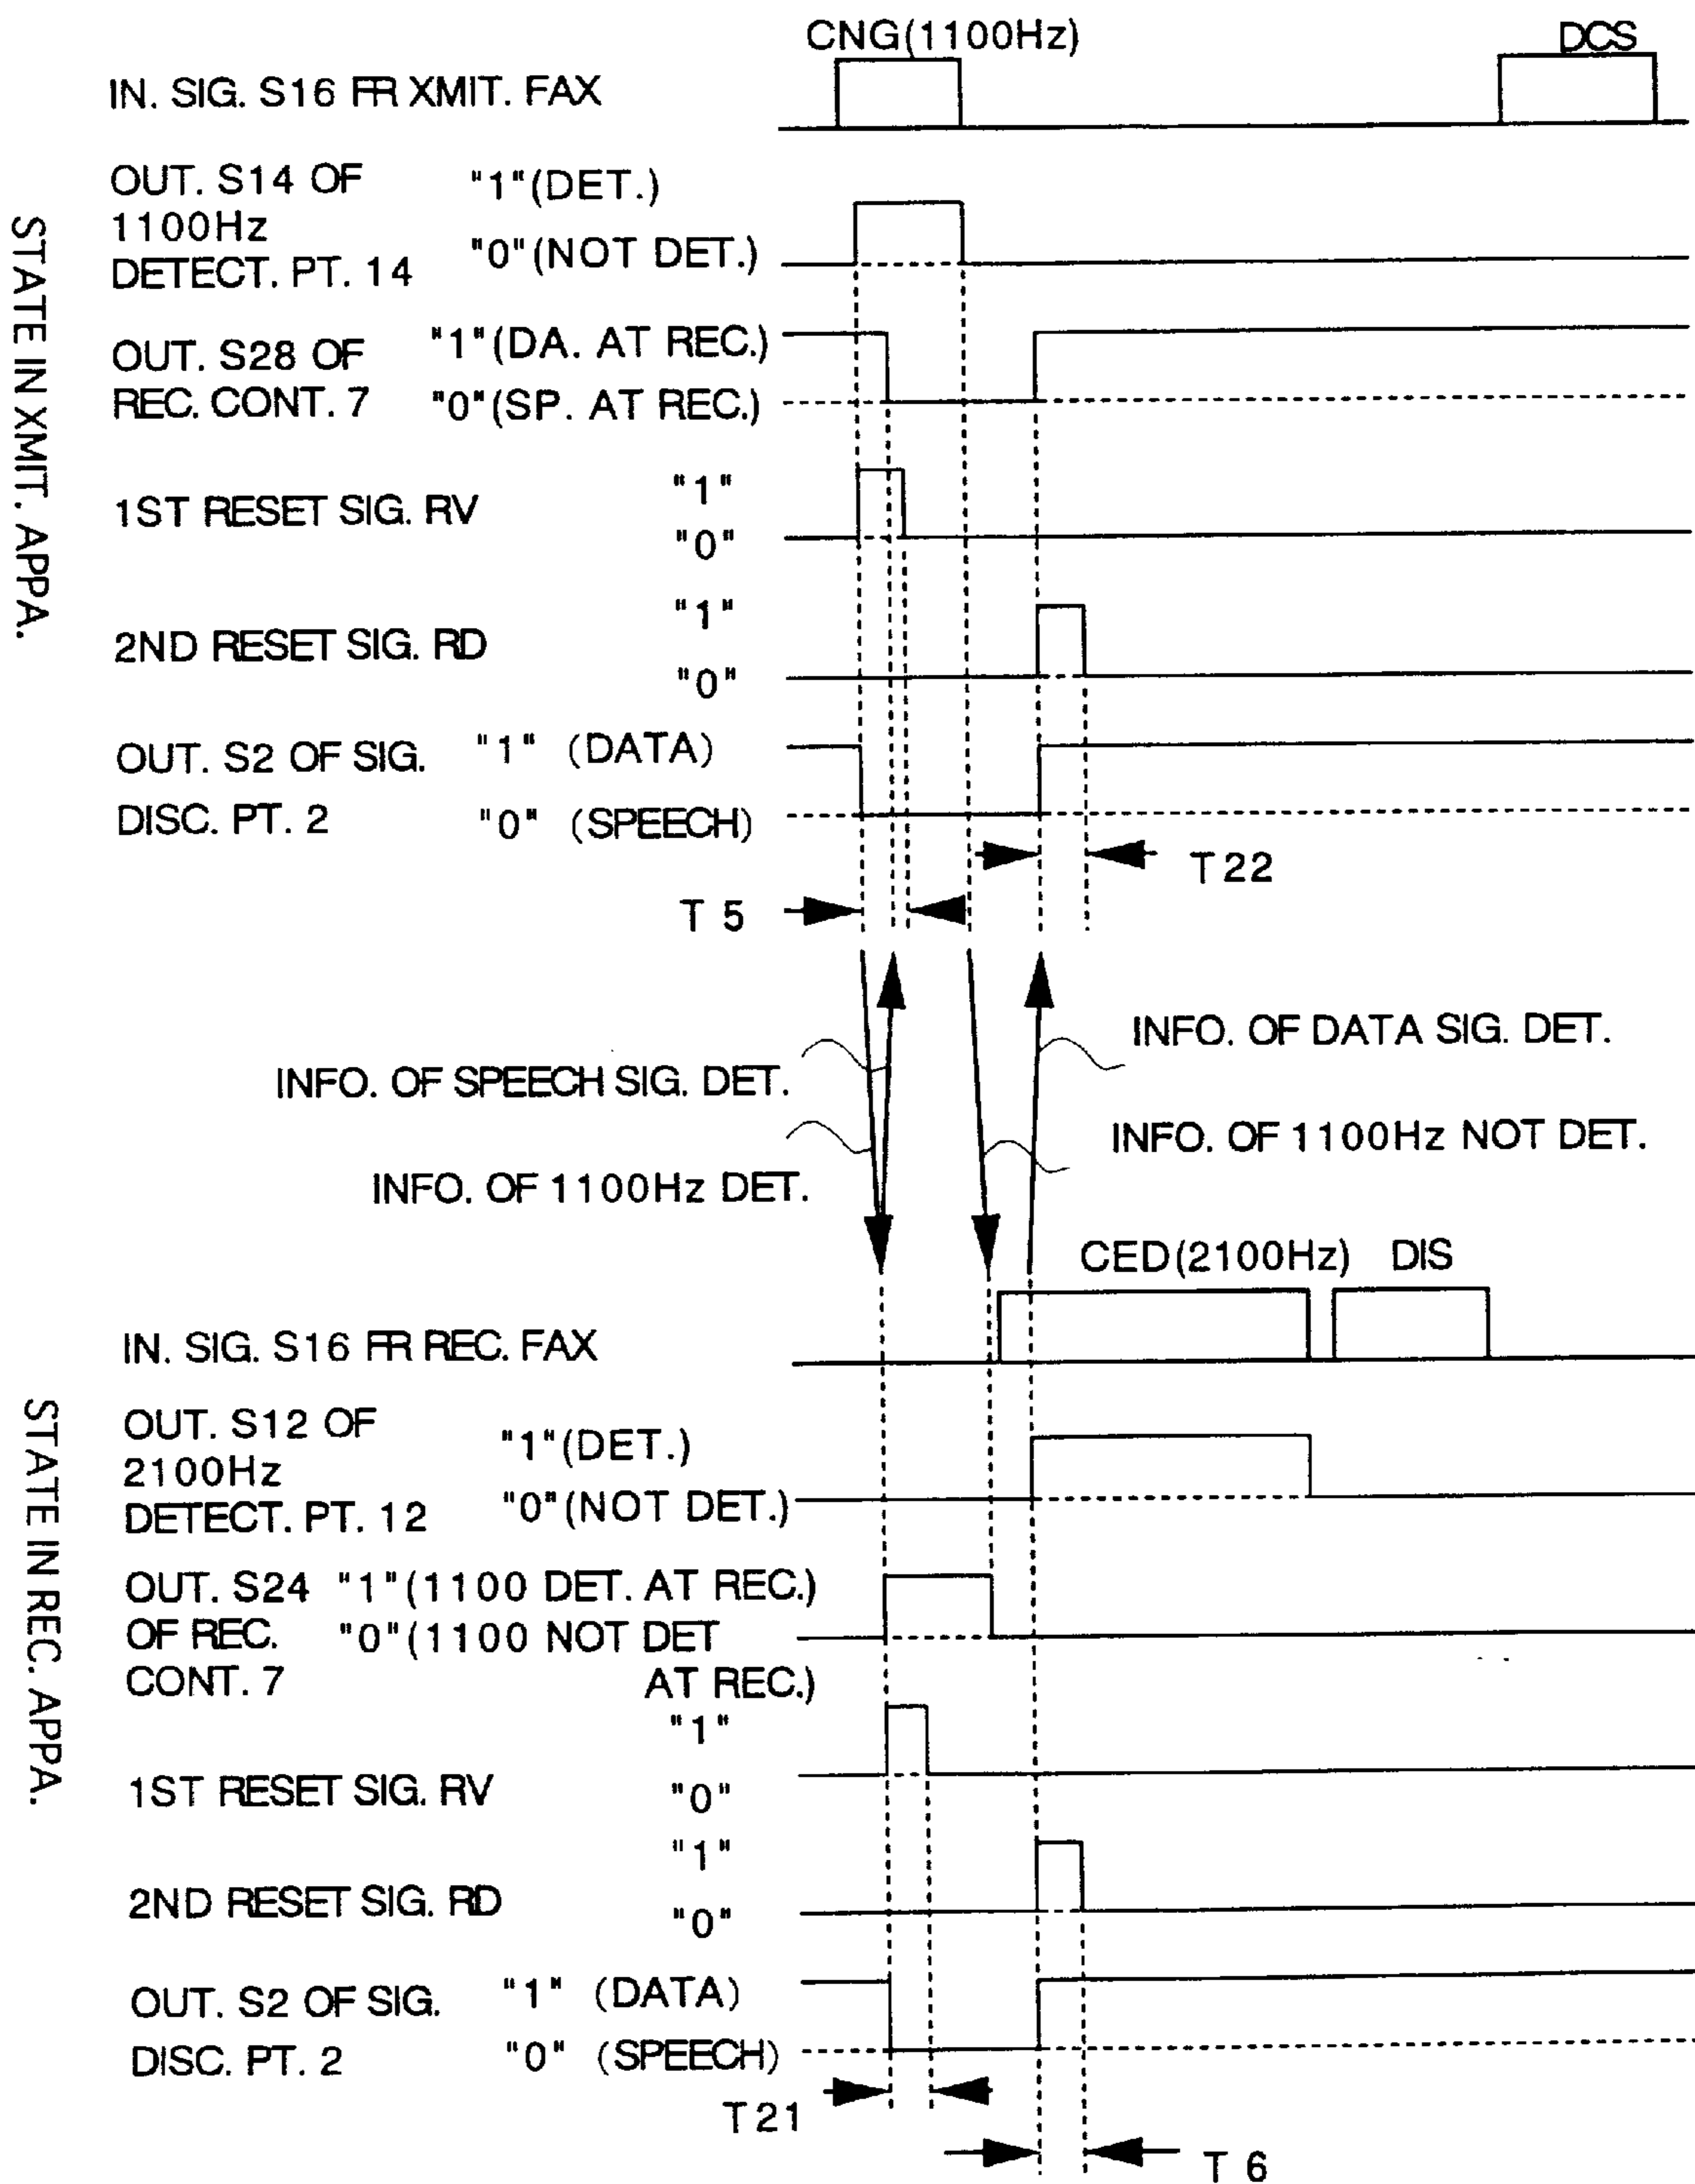 CNG(1100Hz)
DCS
IN. SIG. S16 FR XMIT. FAX
STATE IN XMIT. APPA.
OUT. S14 OF "1"(DET.)
1100Hz
DETECT. PT. 14 "0"(NOT DET.)
OUT. S28 OF "1"(DA. AT REC.)
REC. CONT. 7 "0"(SP. AT REC.)
1ST RESET SIG. RV "1"
"0"
2ND RESET SIG. RD "1"
"0"
OUT. S2 OF SIG. "1" (DATA)
DISC. PT. 2 "0" (SPEECH)
T22
T 5
INFO. OF DATA SIG. DET.
INFO. OF SPEECH SIG. DET.
INFO. OF 1100Hz NOT DET.
INFO. OF 1100Hz DET.
CED(2100Hz) DIS
IN. SIG. S16 FR REC. FAX
STATE IN REC. APPA.
OUT. S12 OF "1"(DET.)
2100Hz
DETECT. PT. 12 "0"(NOT DET.)
OUT. S24 "1"(1100 DET. AT REC.)
OF REC. "0"(1100 NOT DET
CONT. 7 AT REC.)
"1"
1ST RESET SIG. RV "0"
"1"
2ND RESET SIG. RD "0"
OUT. S2 OF SIG. "1" (DATA)
DISC. PT. 2 "0" (SPEECH)
T21
T 6